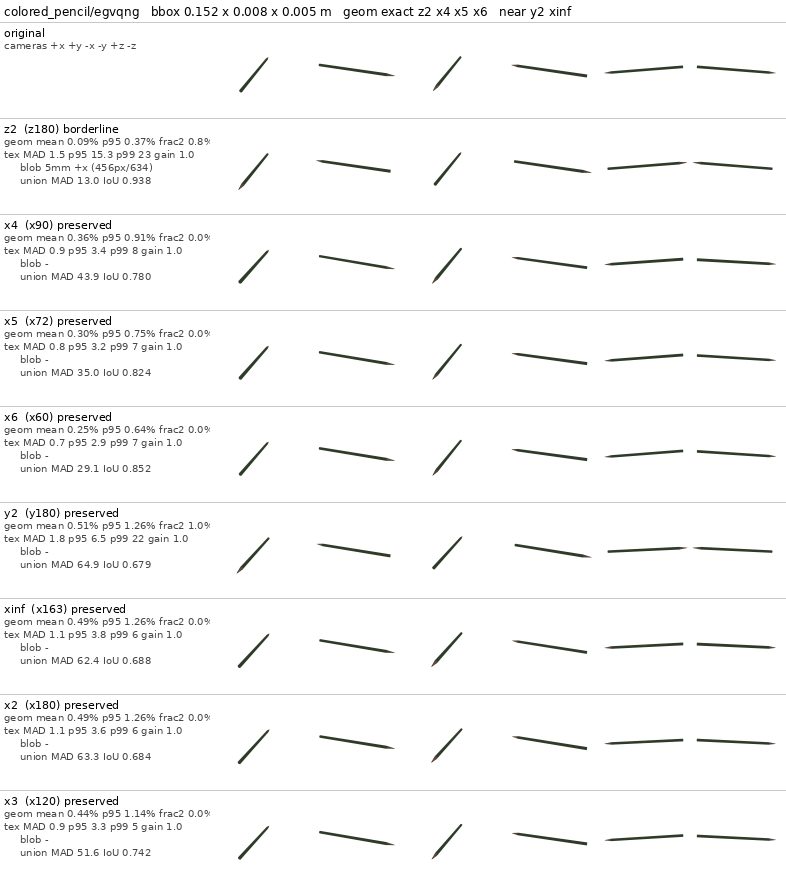 colored_pencil/egvqng   bbox 0.152 x 0.008 x 0.005 m   geom exact z2 x4 x5 x6   near y2 xinf
original
cameras +x +y -x -y +z -z
z2  (z180) borderline
geom mean 0.09% p95 0.37% frac2 0.8%
tex MAD 1.5 p95 15.3 p99 23 gain 1.0
blob 5mm +x (456px/634)
union MAD 13.0 IoU 0.938
x4  (x90) preserved
geom mean 0.36% p95 0.91% frac2 0.0%
tex MAD 0.9 p95 3.4 p99 8 gain 1.0
blob -
union MAD 43.9 IoU 0.780
x5  (x72) preserved
geom mean 0.30% p95 0.75% frac2 0.0%
tex MAD 0.8 p95 3.2 p99 7 gain 1.0
blob -
union MAD 35.0 IoU 0.824
x6  (x60) preserved
geom mean 0.25% p95 0.64% frac2 0.0%
tex MAD 0.7 p95 2.9 p99 7 gain 1.0
blob -
union MAD 29.1 IoU 0.852
y2  (y180) preserved
geom mean 0.51% p95 1.26% frac2 1.0%
tex MAD 1.8 p95 6.5 p99 22 gain 1.0
blob -
union MAD 64.9 IoU 0.679
xinf  (x163) preserved
geom mean 0.49% p95 1.26% frac2 0.0%
tex MAD 1.1 p95 3.8 p99 6 gain 1.0
blob -
union MAD 62.4 IoU 0.688
x2  (x180) preserved
geom mean 0.49% p95 1.26% frac2 0.0%
tex MAD 1.1 p95 3.6 p99 6 gain 1.0
blob -
union MAD 63.3 IoU 0.684
x3  (x120) preserved
geom mean 0.44% p95 1.14% frac2 0.0%
tex MAD 0.9 p95 3.3 p99 5 gain 1.0
blob -
union MAD 51.6 IoU 0.742